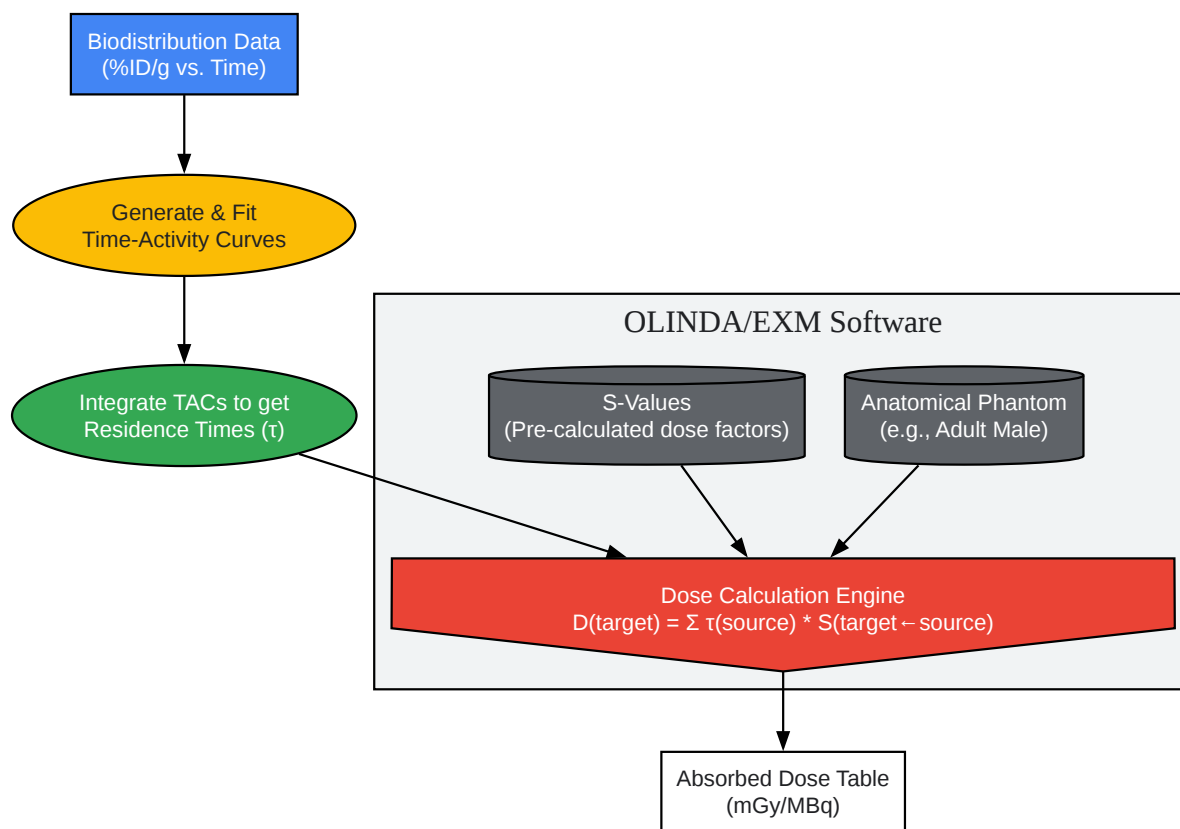 Biodistribution Data
(%ID/g vs. Time)
Generate & Fit
Time-Activity Curves
Integrate TACs to get
Residence Times (τ)
OLINDA/EXM Software
S-Values
(Pre-calculated dose factors)
Anatomical Phantom
(e.g., Adult Male)
Dose Calculation Engine
D(target) = Σ τ(source) * S(target←source)
Absorbed Dose Table
(mGy/MBq)